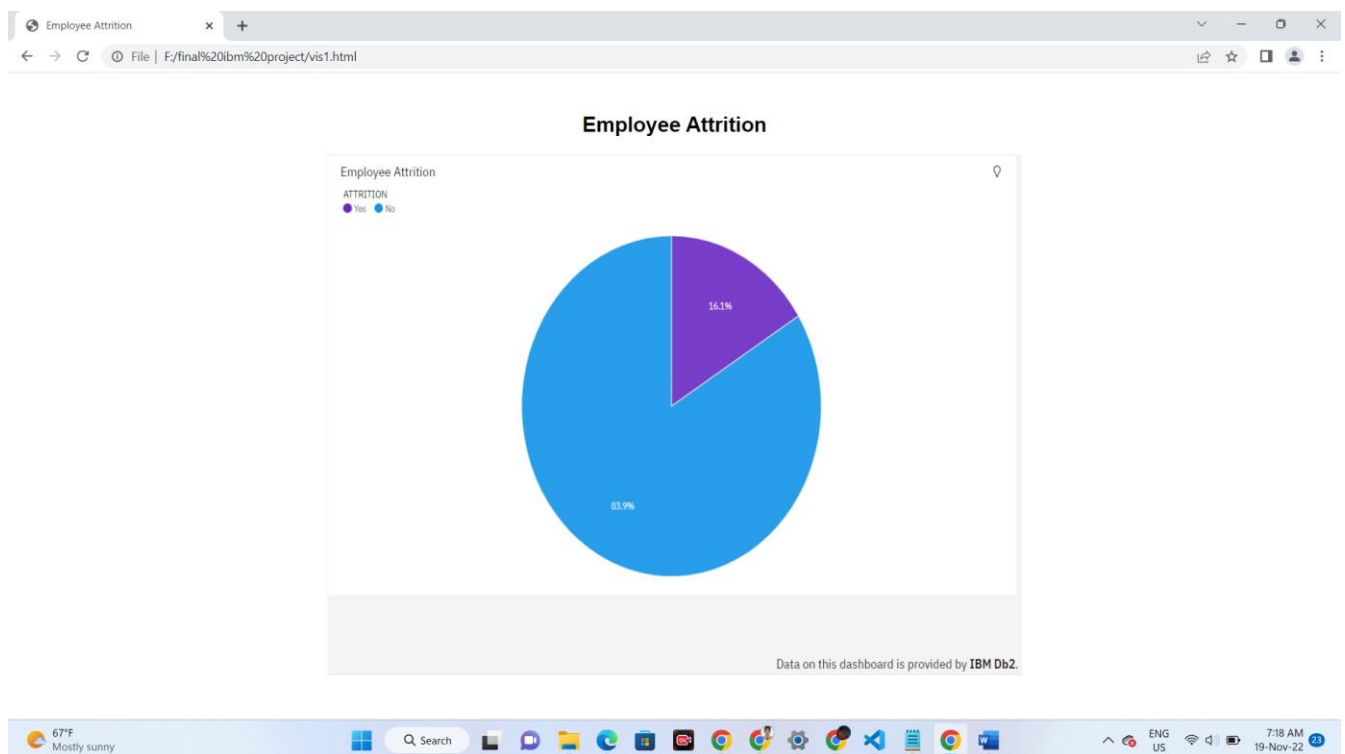 Employee Attrition
File | F:/final%20ibm%20project/vis1.html
Employee Attrition
Employee Attrition
ATTRITION
Yes No
16.1%
83.9%
Data on this dashboard is provided by IBM Db2.
67°F
Mostly sunny
Search
ENG
US
7:18 AM
19-Nov-22
23